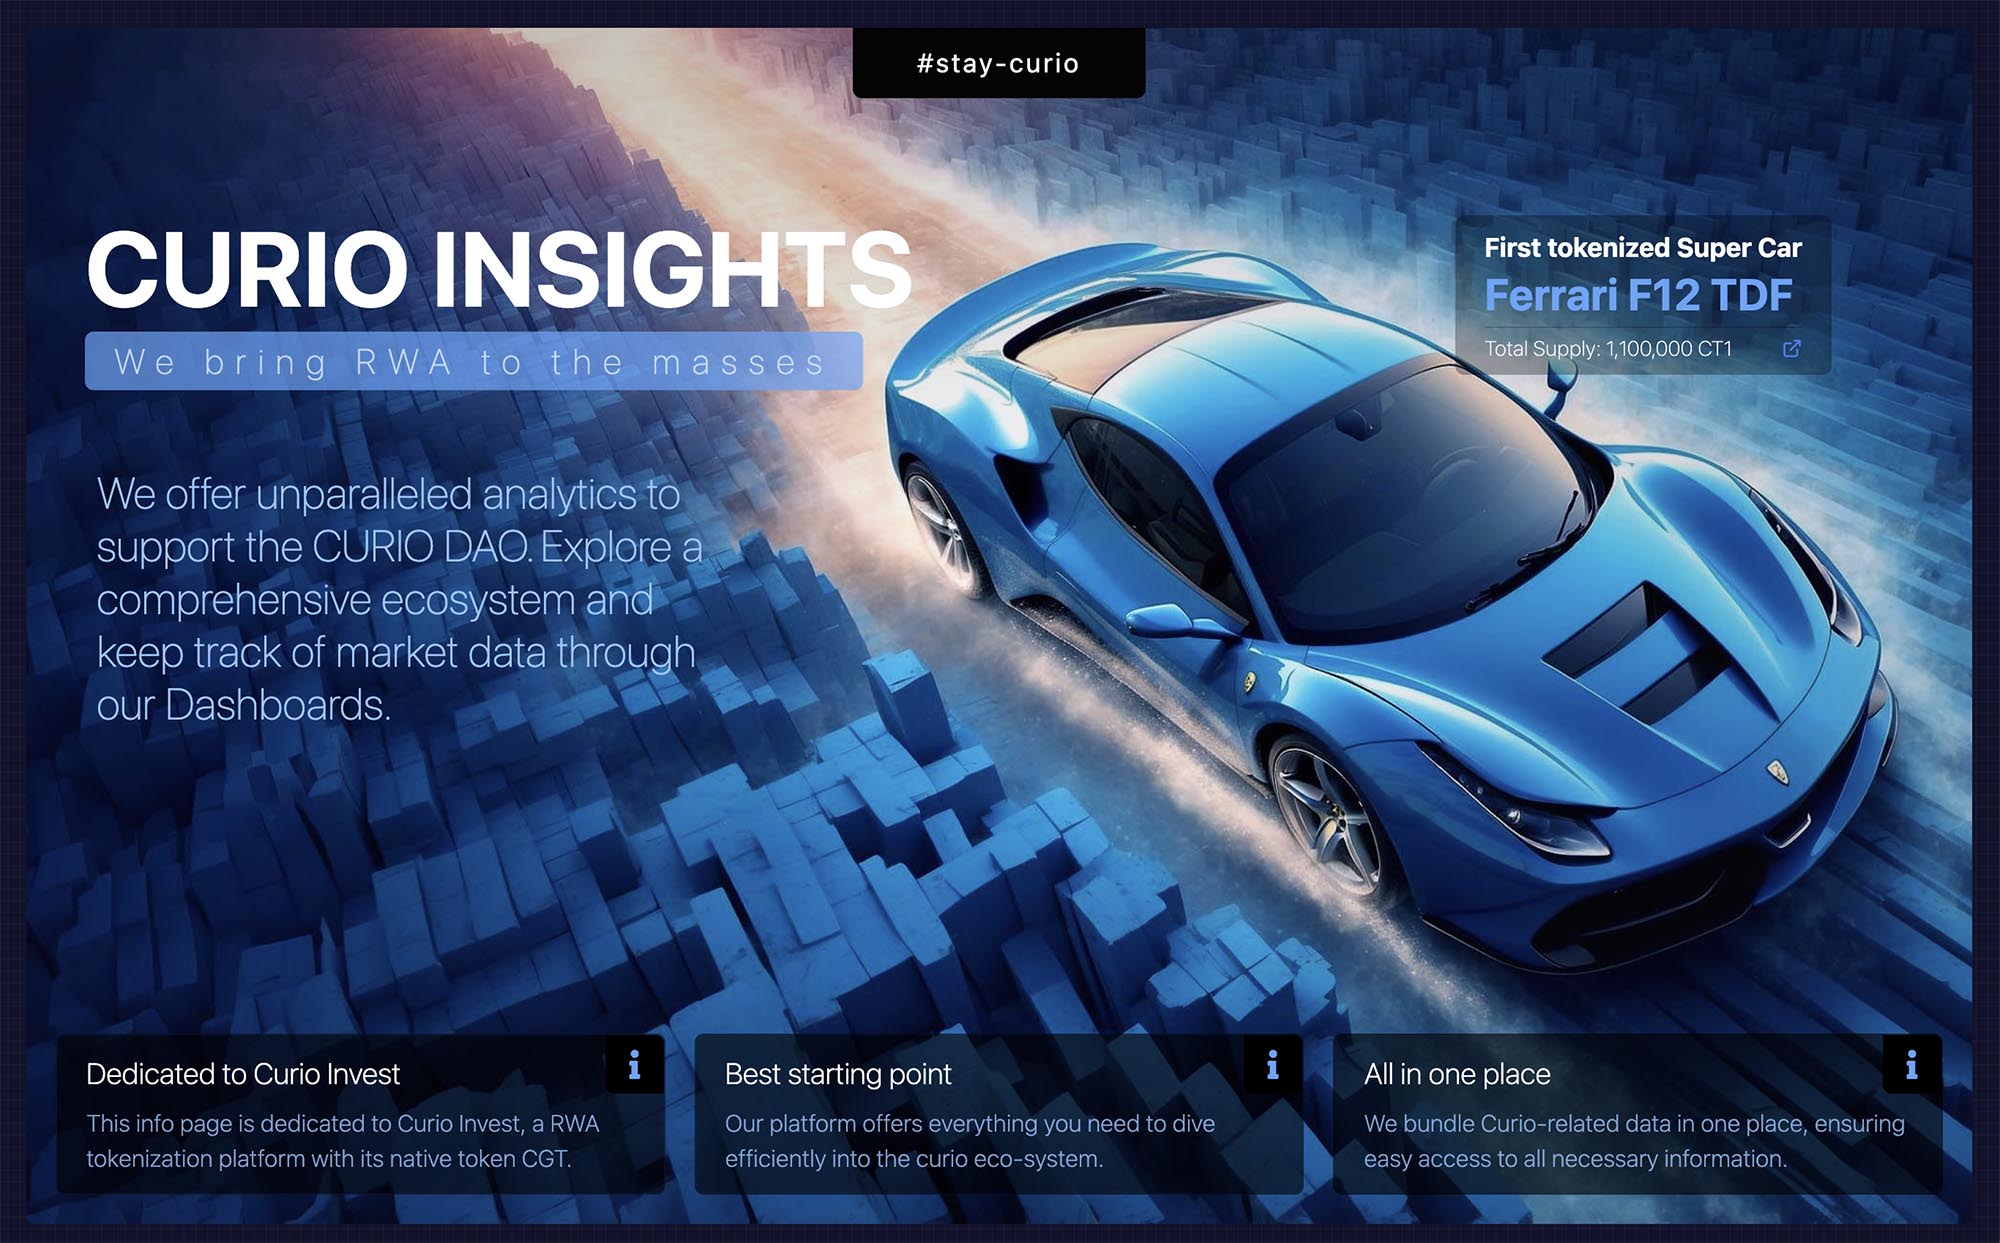 #stay-curio
CURIO INSIGHTS
We bring RWA to the masses
We offer unparalleled analytics to
support the CURIO DAO. Explore a
comprehensive ecosystem and
keep track of market data through
our Dashboards.
First tokenized Super Car
Ferrari F12 TDF
Total Supply: 1,100,000 CT1
Dedicated to Curio Invest
This info page is dedicated to Curio Invest, a RWA
tokenization platform with its native token CGT.
Best starting point
Our platform offers everything you need to dive
efficiently into the curio eco-system.
All in one place
We bundle Curio-related data in one place, ensuring
easy access to all necessary information.